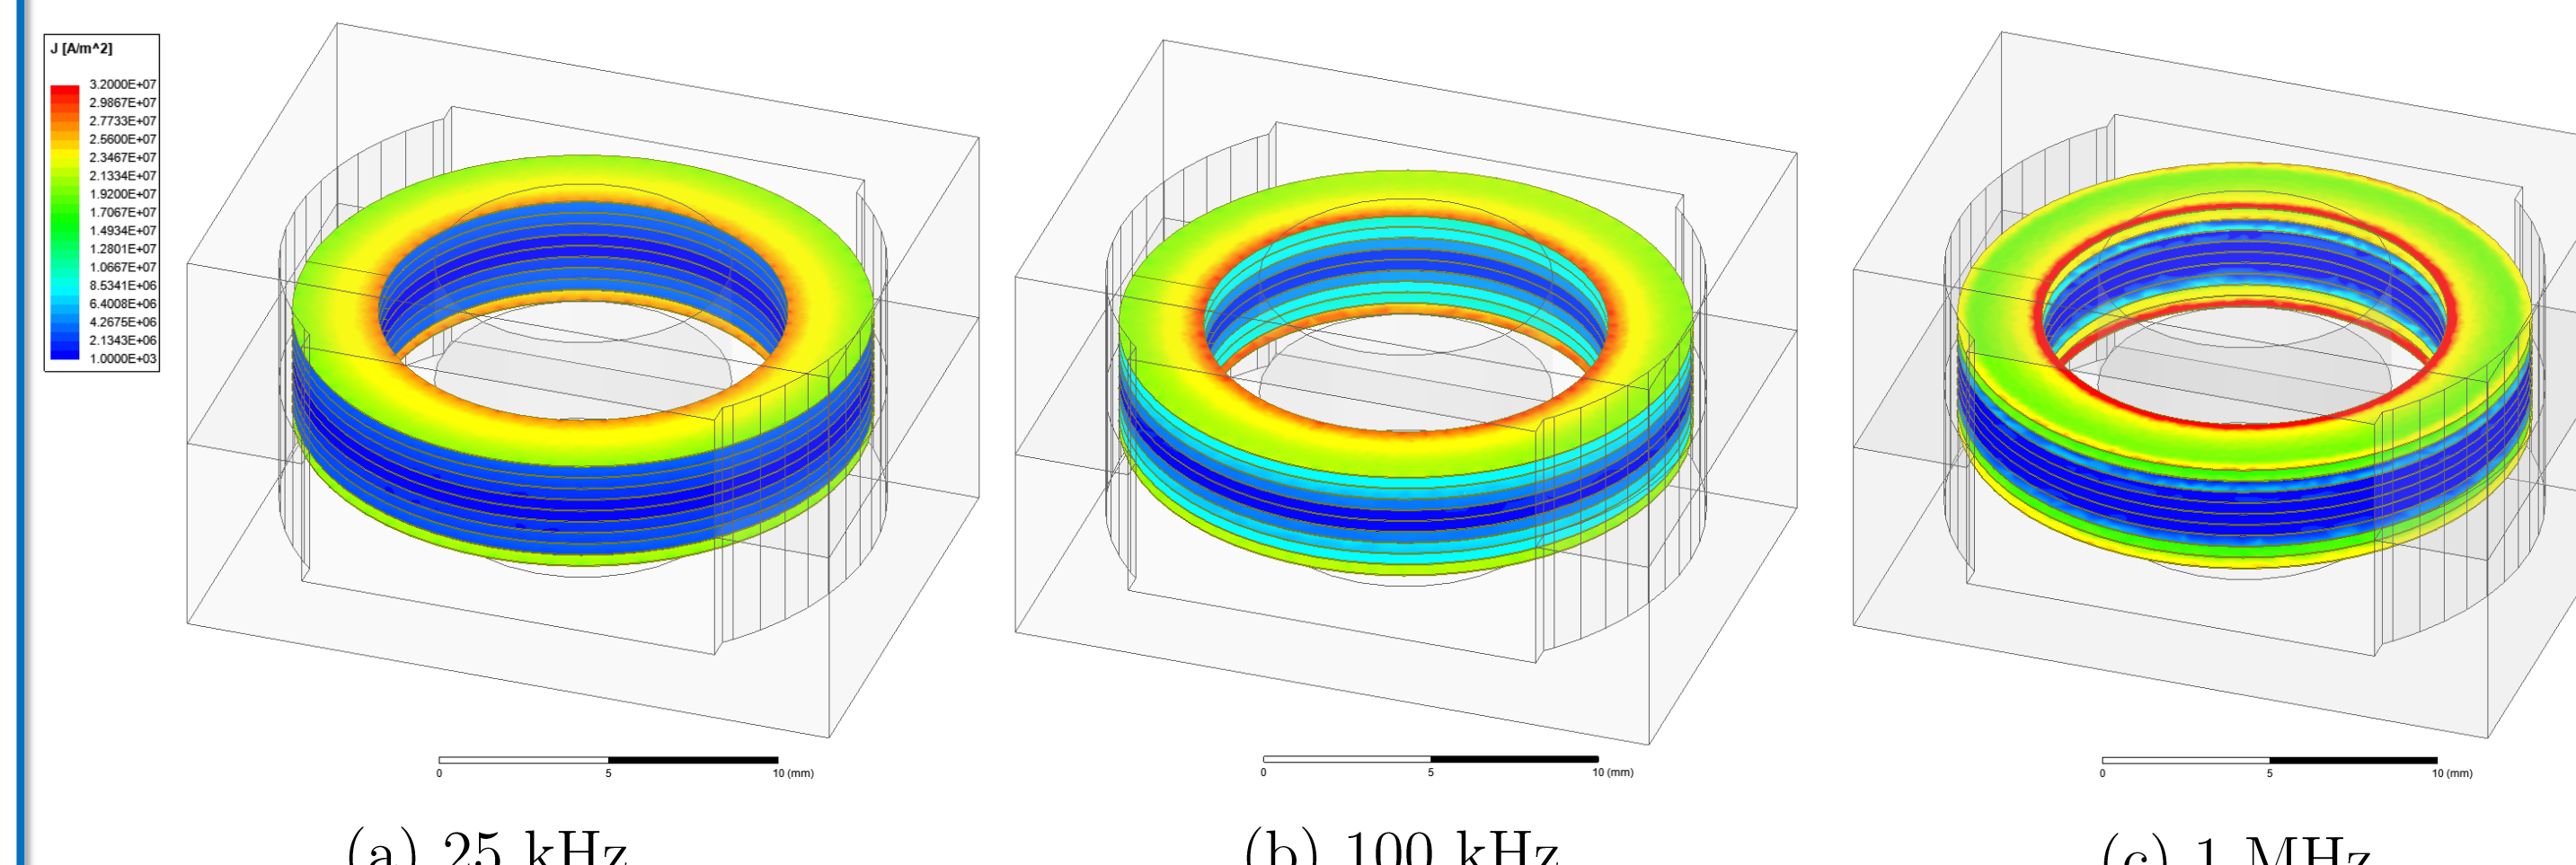 J [A/m^2]
3.2000E+07
2.9867E+07
2.7733E+07
2.5600E+07
2.3467E+07
2.1334E+07
1.9200E+07
1.7067E+07
1.4934E+07
1.2801E+07
1.0667E+07
8.5341E+06
6.4008E+06
4.2675E+06
2.1343E+06
1.0000E+03
0 5 10 (mm)
0 5 10 (mm)
0 5 10 (mm)
(a) 25 kHz
(b) 100 kHz
(c) 1 MHz